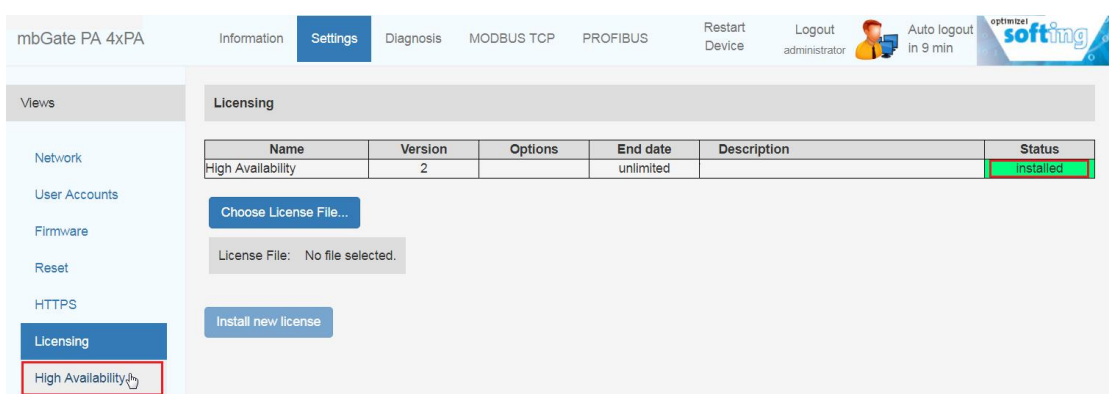 mbGate PA 4xPA
Information
Settings
Diagnosis
MODBUS TCP
PROFIBUS
Restart
Device
Logout
administrator
Auto logout
in 9 min
optimize!
softing
Views
Licensing
Network
User Accounts
Firmware
Reset
HTTPS
Licensing
High Availability
Name Version Options End date Description Status
High Availability 2 unlimited installed
Choose License File...
License File: No file selected.
Install new license